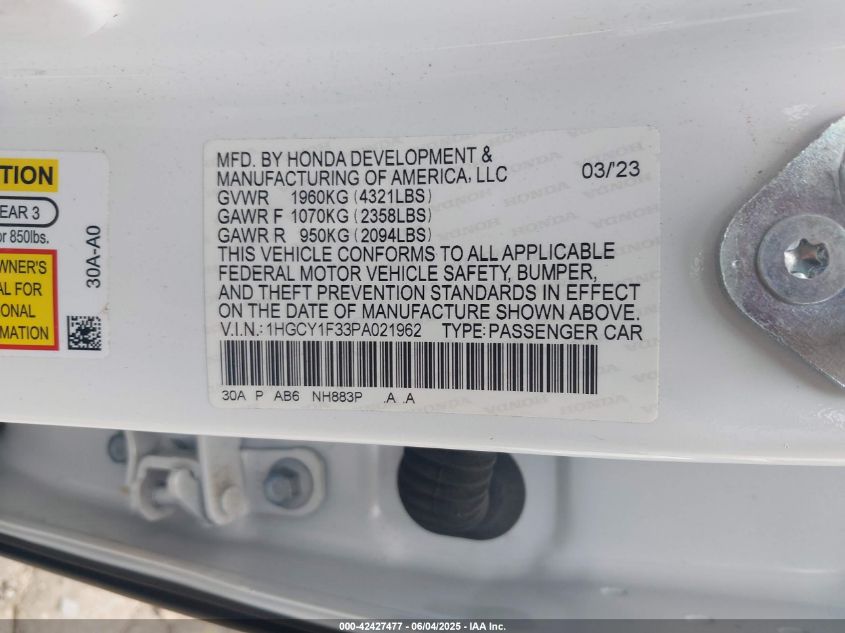 TION
EAR 3
or 850lbs.
WNER'S
AL FOR
ONAL
MATION
30A-A0
MFD. BY HONDA DEVELOPMENT &
MANUFACTURING OF AMERICA, LLC 03/23
GVWR 1960KG (4321LBS)
GAWR F 1070KG (2358LBS)
GAWR R 950KG (2094LBS)
THIS VEHICLE CONFORMS TO ALL APPLICABLE
FEDERAL MOTOR VEHICLE SAFETY, BUMPER,
AND THEFT PREVENTION STANDARDS IN EFFECT
ON THE DATE OF MANUFACTURE SHOWN ABOVE.
V.I.N.: 1HGCY1F33PA021962 TYPE: PASSENGER CAR
30A P AB6 NH883P .A .A
000-42427477 - 06/04/2025 - IAA Inc.